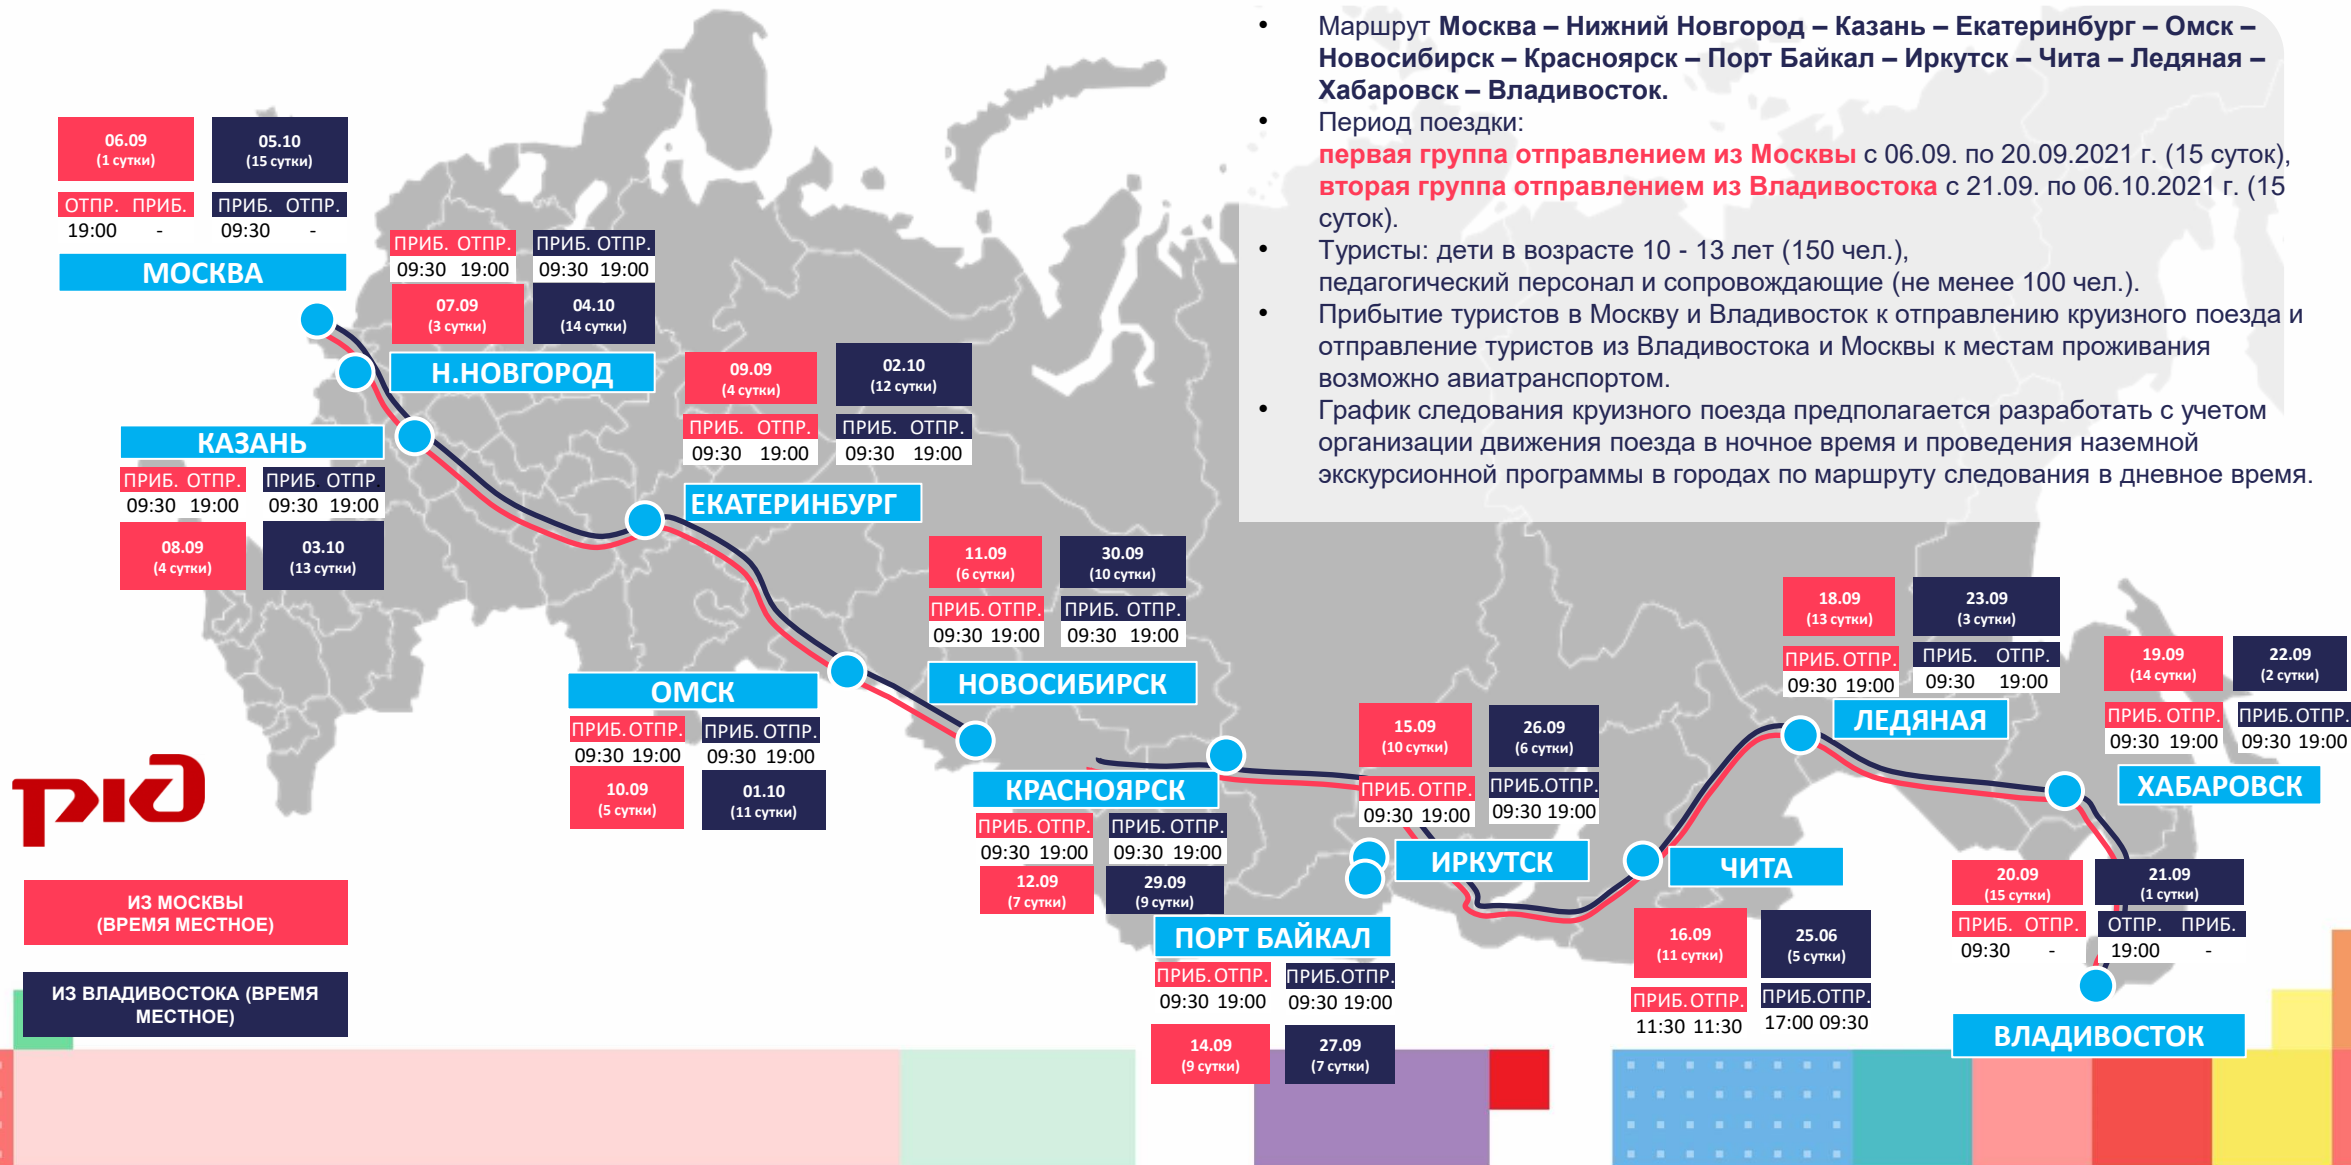 • Маршрут Москва – Нижний Новгород – Казань – Екатеринбург – Омск –
Новосибирск – Красноярск – Порт Байкал – Иркутск – Чита – Ледяная –
Хабаровск – Владивосток.
• Период поездки:
первая группа отправлением из Москвы с 06.09. по 20.09.2021 г. (15 суток),
вторая группа отправлением из Владивостока с 21.09. по 06.10.2021 г. (15
суток).
• Туристы: дети в возрасте 10 - 13 лет (150 чел.),
педагогический персонал и сопровождающие (не менее 100 чел.).
• Прибытие туристов в Москву и Владивосток к отправлению круизного поезда и
отправление туристов из Владивостока и Москвы к местам проживания
возможно авиатранспортом.
• График следования круизного поезда предполагается разработать с учетом
организации движения поезда в ночное время и проведения наземной
экскурсионной программы в городах по маршруту следования в дневное время.
06.09 05.10
(1 сутки) (15 сутки)
ОТПР. ПРИБ. ПРИБ. ОТПР.
19:00 - 09:30 -
МОСКВА
ПРИБ. ОТПР. ПРИБ. ОТПР.
09:30 19:00 09:30 19:00
07.09 04.10
(3 сутки) (14 сутки)
Н.НОВГОРОД
КАЗАНЬ
ПРИБ. ОТПР. ПРИБ. ОТПР.
09:30 19:00 09:30 19:00
08.09 03.10
(4 сутки) (13 сутки)
09.09 02.10
(4 сутки) (12 сутки)
ПРИБ. ОТПР. ПРИБ. ОТПР.
09:30 19:00 09:30 19:00
ЕКАТЕРИНБУРГ
ОМСК
ПРИБ. ОТПР. ПРИБ. ОТПР.
09:30 19:00 09:30 19:00
10.09 01.10
(5 сутки) (11 сутки)
11.09 30.09
(6 сутки) (10 сутки)
ПРИБ. ОТПР. ПРИБ. ОТПР.
09:30 19:00 09:30 19:00
НОВОСИБИРСК
КРАСНОЯРСК
ПРИБ. ОТПР. ПРИБ. ОТПР.
09:30 19:00 09:30 19:00
12.09 29.09
(7 сутки) (9 сутки)
ПОРТ БАЙКАЛ
ПРИБ. ОТПР. ПРИБ.ОТПР.
09:30 19:00 09:30 19:00
14.09 27.09
(9 сутки) (7 сутки)
15.09 26.09
(10 сутки) (6 сутки)
ПРИБ. ОТПР. ПРИБ.ОТПР.
09:30 19:00 09:30 19:00
ИРКУТСК
ЧИТА
16.09 25.06
(11 сутки) (5 сутки)
ПРИБ. ОТПР. ПРИБ.ОТПР.
11:30 11:30 17:00 09:30
18.09 23.09
(13 сутки) (3 сутки)
ПРИБ. ОТПР. ПРИБ. ОТПР.
09:30 19:00 09:30 19:00
ЛЕДЯНАЯ
19.09 22.09
(14 сутки) (2 сутки)
ПРИБ. ОТПР. ПРИБ.ОТПР.
09:30 19:00 09:30 19:00
ХАБАРОВСК
20.09 21.09
(15 сутки) (1 сутки)
ПРИБ. ОТПР. ОТПР. ПРИБ.
09:30 - 19:00 -
ВЛАДИВОСТОК
ржд
ИЗ МОСКВЫ
(ВРЕМЯ МЕСТНОЕ)
ИЗ ВЛАДИВОСТОКА (ВРЕМЯ
МЕСТНОЕ)